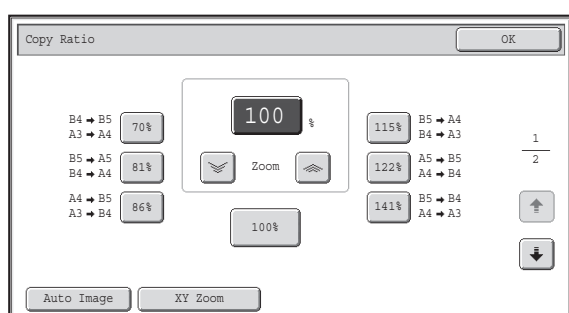 Copy Ratio OK
100 %
B4 → B5
A3 → A4
70%
B5 → A5
B4 → A4
81%
A4 → B5
A3 → B4
86%
Zoom
100%
115%
B5 → A4
B4 → A3
122%
A5 → B5
A4 → B4
141%
B5 → B4
A4 → A3
1
2
Auto Image XY Zoom